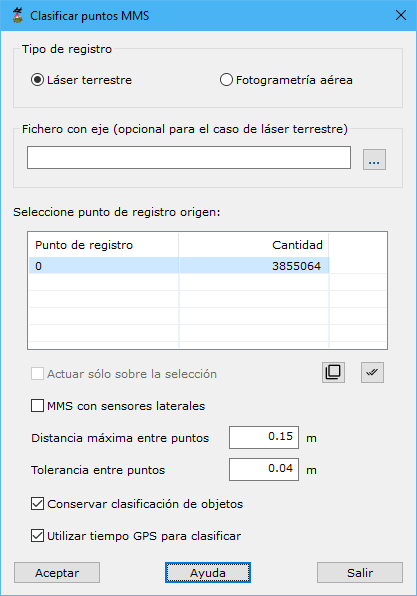 Clasificar puntos MMS
Tipo de registro
Láser terrestre Fotogrametría aérea
Fichero con eje (opcional para el caso de láser terrestre)
...
Seleccione punto de registro origen:
Punto de registro Cantidad
0 3855064
Actuar sólo sobre la selección
MMS con sensores laterales
Distancia máxima entre puntos 0.15 m
Tolerancia entre puntos 0.04 m
Conservar clasificación de objetos
Utilizar tiempo GPS para clasificar
Aceptar Ayuda Salir